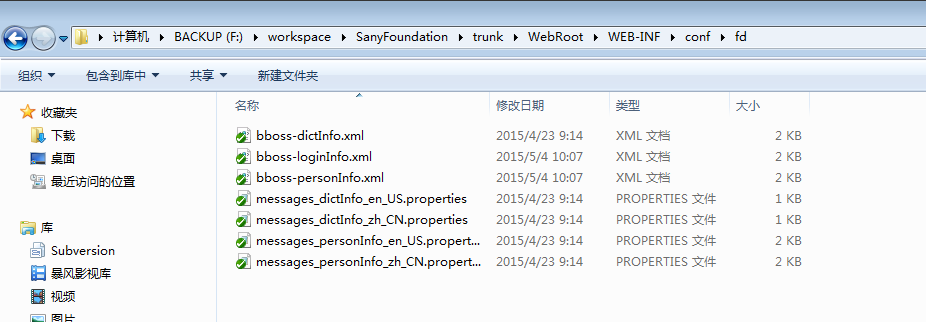 计算机 BACKUP (F:) workspace SanyFoundation trunk WebRoot WEB-INF conf fd
组织 包含到库中 共享 新建文件夹
收藏夹
下载
桌面
最近访问的位置
库
Subversion
暴风影视库
视频
图片
名称 修改日期 类型 大小
bboss-dictInfo.xml 2015/4/23 9:14 XML 文档 2 KB
bboss-loginInfo.xml 2015/5/4 10:07 XML 文档 2 KB
bboss-personInfo.xml 2015/5/4 10:07 XML 文档 2 KB
messages_dictInfo_en_US.properties 2015/4/23 9:14 PROPERTIES 文件 1 KB
messages_dictInfo_zh_CN.properties 2015/4/23 9:14 PROPERTIES 文件 1 KB
messages_personInfo_en_US.propert... 2015/4/23 9:14 PROPERTIES 文件 2 KB
messages_personInfo_zh_CN.propert... 2015/4/23 9:14 PROPERTIES 文件 2 KB